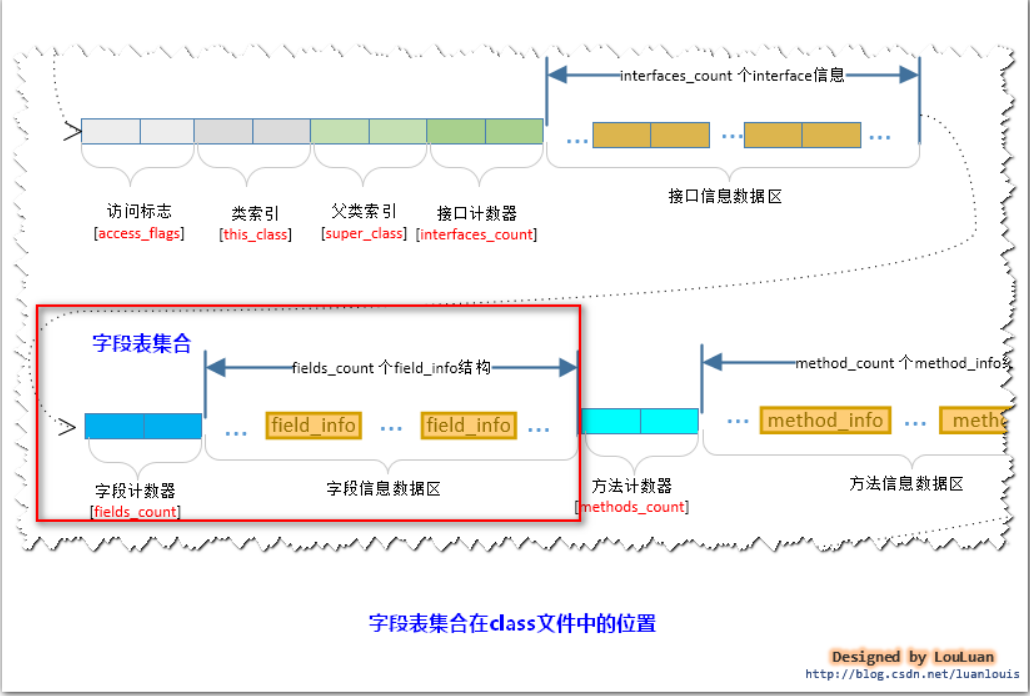 interfaces_count 个interface信息
访问标志
[access_flags]
类索引
[this_class]
父类索引
[super_class]
接口计数器
[interfaces_count]
接口信息数据区
字段表集合
fields_count 个field_info结构
method_count 个method_info
... field_info ... field_info ...
... method_info ...
字段计数器
[fields_count]
字段信息数据区
方法计数器
[methods_count]
方法信息数据区
字段表集合在class文件中的位置
Designed by LouLuan
http://blog.csdn.net/luanlouis